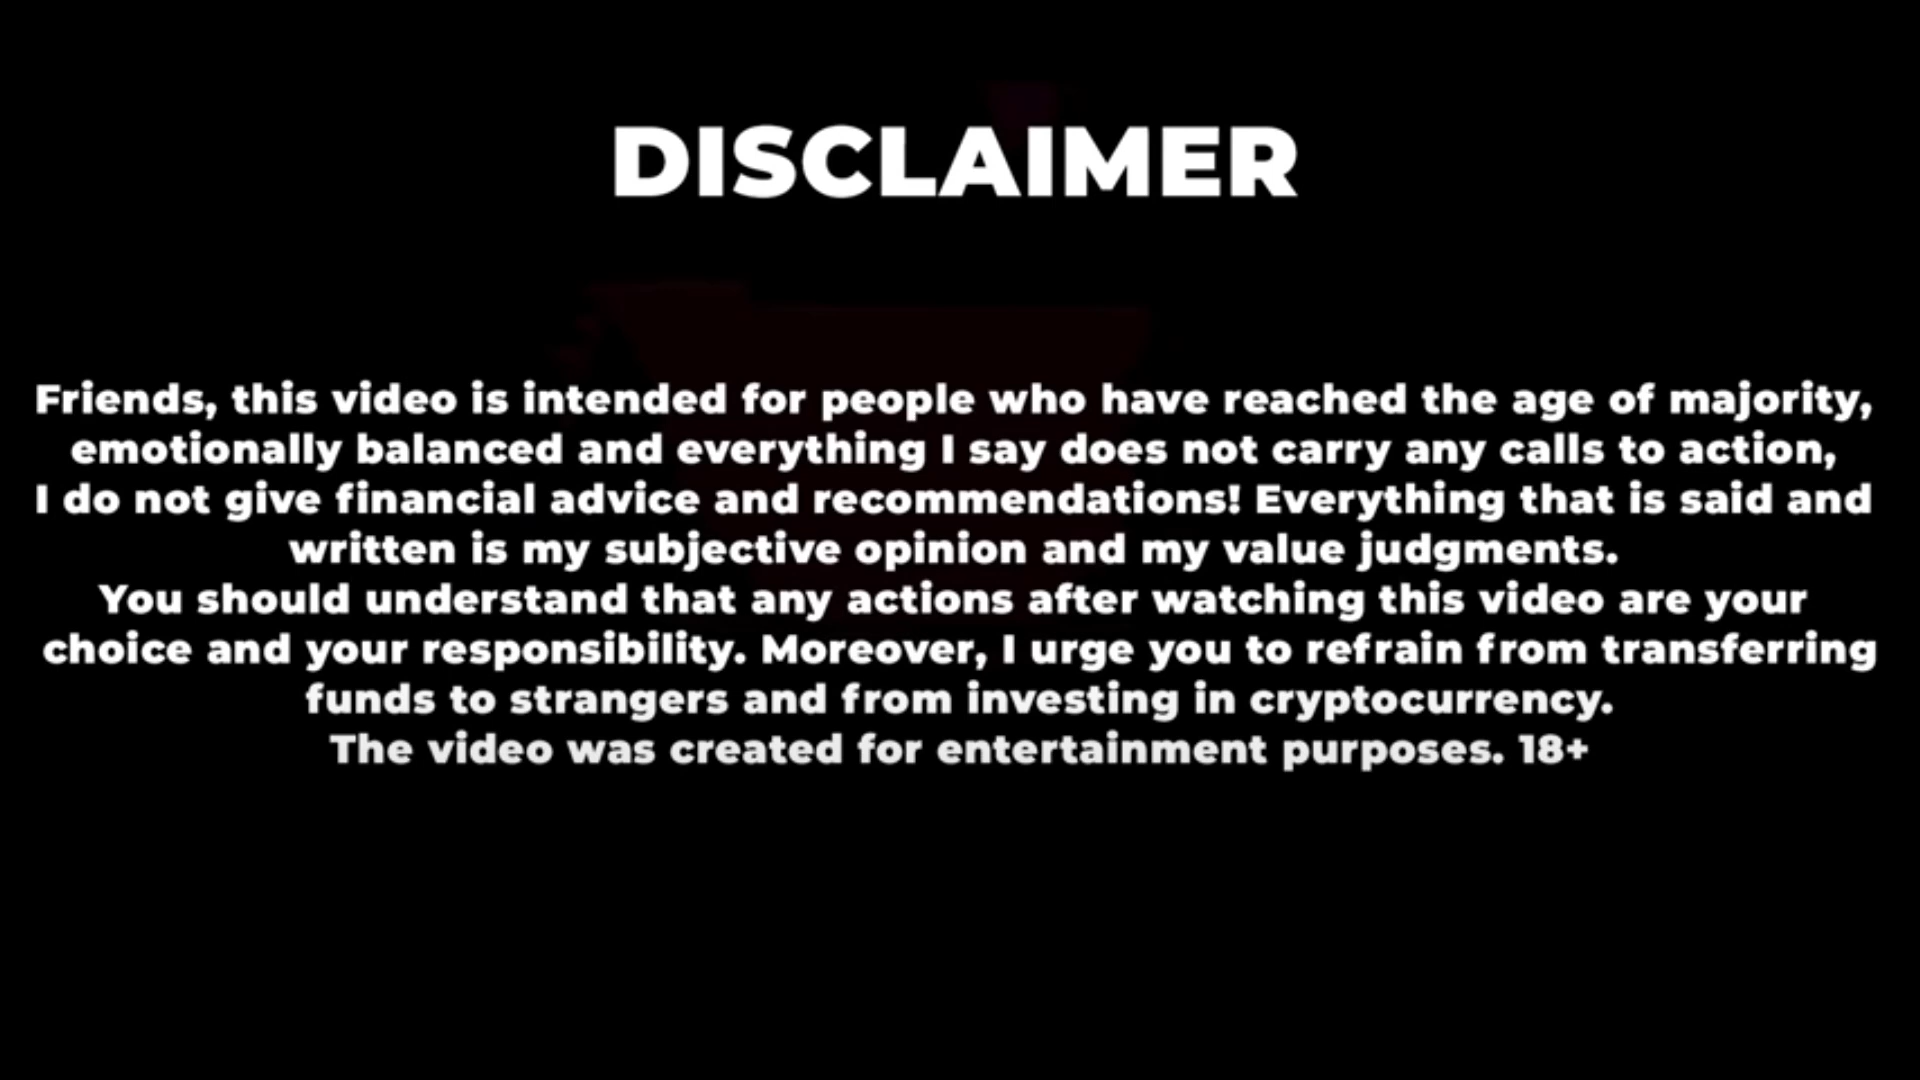 DISCLAIMER
Friends, this video is intended for people who have reached the age of majority,
emotionally balanced and everything I say does not carry any calls to action,
I do not give financial advice and recommendations! Everything that is said and
written is my subjective opinion and my value judgments.
You should understand that any actions after watching this video are your
choice and your responsibility. Moreover, I urge you to refrain from transferring
funds to strangers and from investing in cryptocurrency.
The video was created for entertainment purposes. 18+